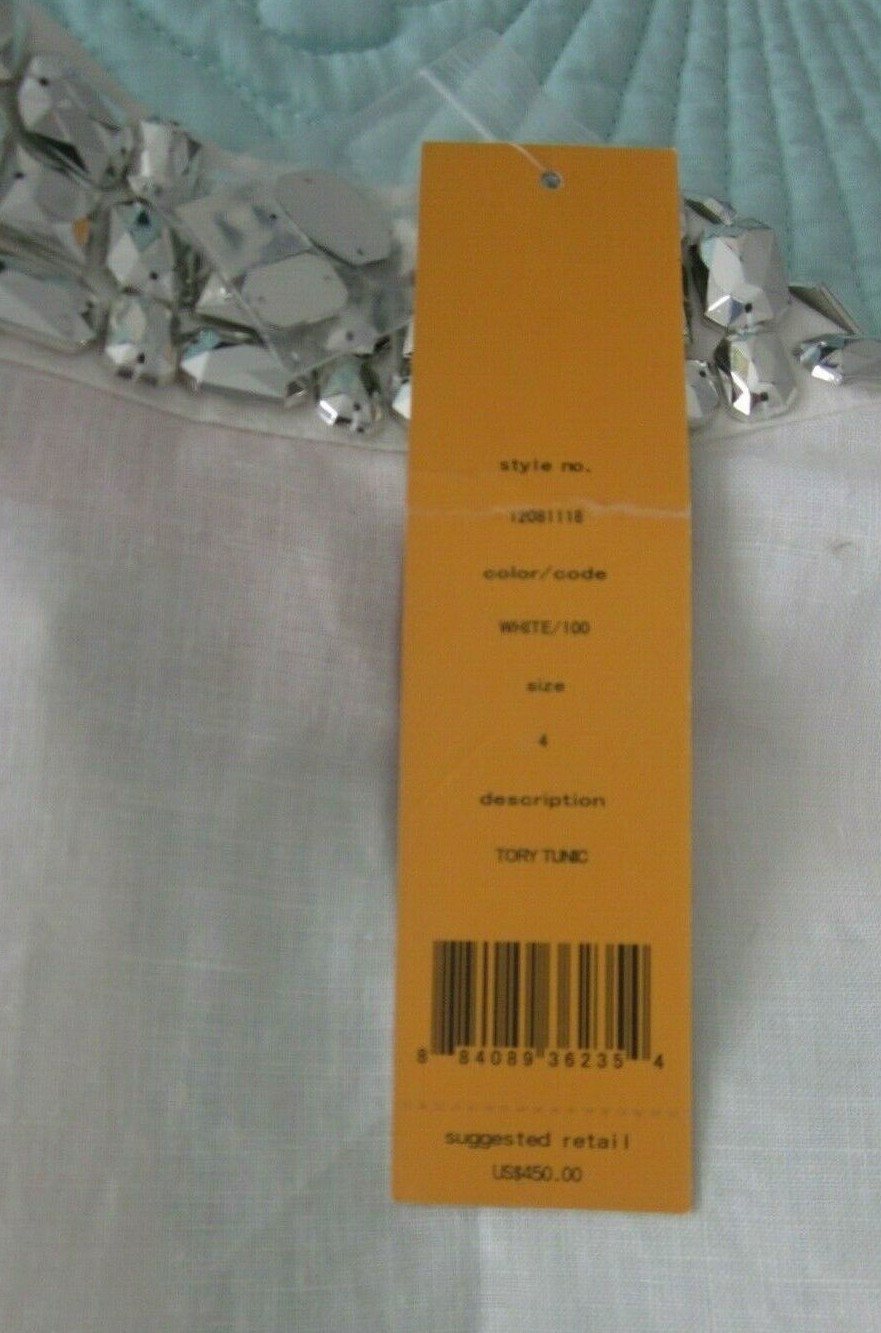 style no.
12081118
color/code
WHITE/100
size
4
description
TORY TUNIC
8 84089 36235 4
suggested retail
US$450.00